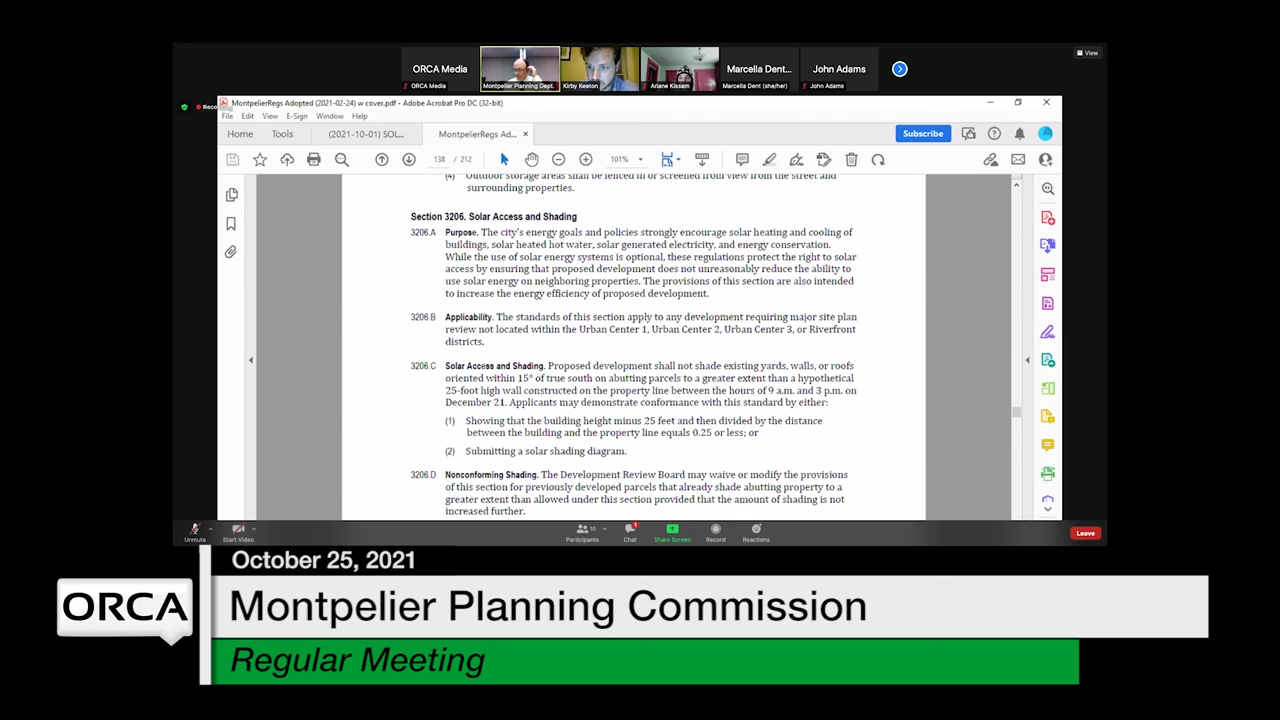 View
ORCA Media
Marcella Dent...
John Adams
ORCA Media
Montpelier Planning Dept.
Kirby Keeton
Ariane Kissam
Marcella Dent (she/her)
John Adams
MontpelierRegs Adopted (2021-02-24) w cover.pdf - Adobe Acrobat Pro DC (32-bit)
File Edit View E-Sign Window Help
Home Tools (2021-10-01) SOL... MontpelierRegs Ad... × Subscribe
138 / 212 101%
(4) Outdoor storage areas shall be fenced in or screened from view from the street and
surrounding properties.
Section 3206. Solar Access and Shading
3206.A Purpose. The city's energy goals and policies strongly encourage solar heating and cooling of
buildings, solar heated hot water, solar generated electricity, and energy conservation.
While the use of solar energy systems is optional, these regulations protect the right to solar
access by ensuring that proposed development does not unreasonably reduce the ability to
use solar energy on neighboring properties. The provisions of this section are also intended
to increase the energy efficiency of proposed development.
3206.B Applicability. The standards of this section apply to any development requiring major site plan
review not located within the Urban Center 1, Urban Center 2, Urban Center 3, or Riverfront
districts.
3206.C Solar Access and Shading. Proposed development shall not shade existing yards, walls, or roofs
oriented within 15° of true south on abutting parcels to a greater extent than a hypothetical
25-foot high wall constructed on the property line between the hours of 9 a.m. and 3 p.m. on
December 21. Applicants may demonstrate conformance with this standard by either:
(1) Showing that the building height minus 25 feet and then divided by the distance
between the building and the property line equals 0.25 or less; or
(2) Submitting a solar shading diagram.
3206.D Nonconforming Shading. The Development Review Board may waive or modify the provisions
of this section for previously developed parcels that already shade abutting property to a
greater extent than allowed under this section provided that the amount of shading is not
increased further.
Unmute Start Video Participants 10 Chat 1 Share Screen Record Reactions Leave
October 25, 2021
ORCA
Montpelier Planning Commission
Regular Meeting